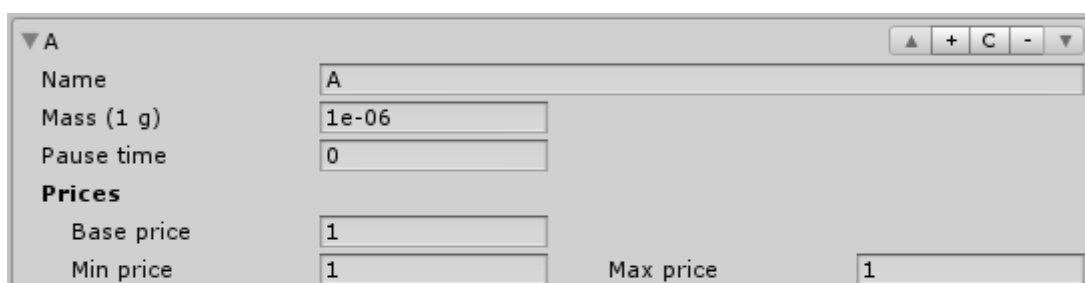 A + C -
Name A
Mass (1 g) 1e-06
Pause time 0
Prices
Base price 1
Min price 1 Max price 1